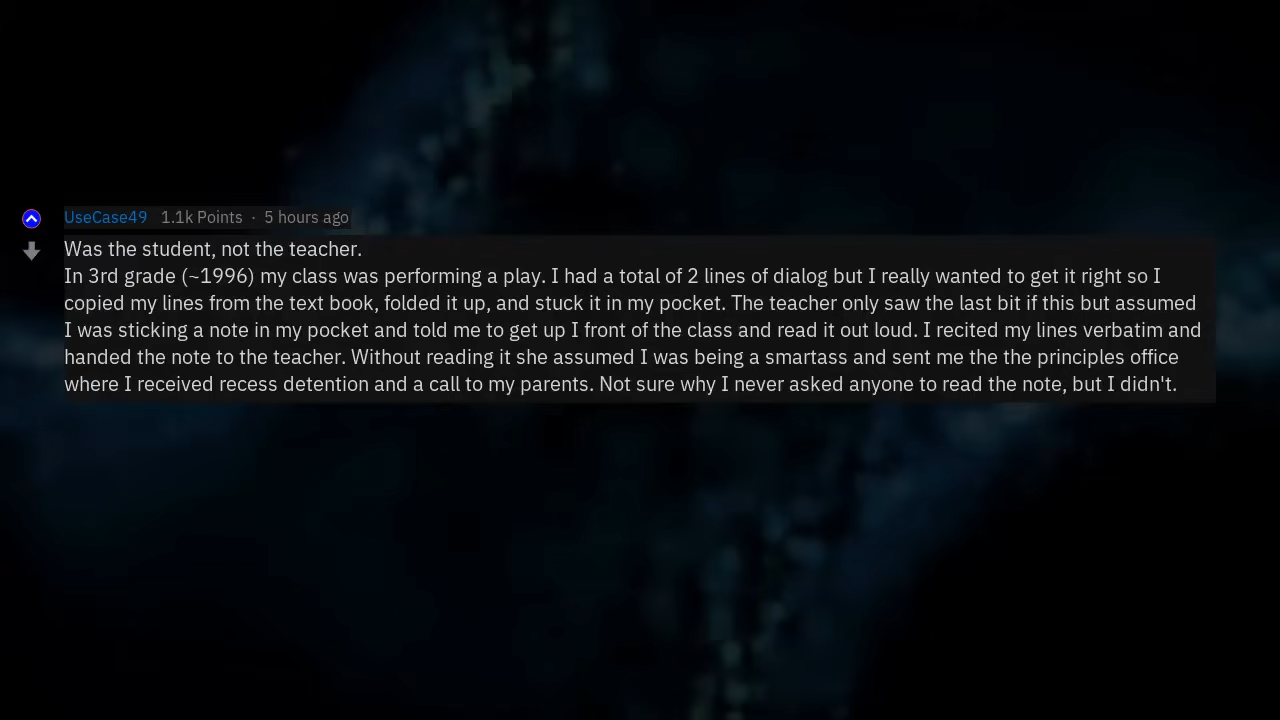 UseCase49 1.1k Points · 5 hours ago
Was the student, not the teacher.
In 3rd grade (~1996) my class was performing a play. I had a total of 2 lines of dialog but I really wanted to get it right so I
copied my lines from the text book, folded it up, and stuck it in my pocket. The teacher only saw the last bit if this but assumed
I was sticking a note in my pocket and told me to get up I front of the class and read it out loud. I recited my lines verbatim and
handed the note to the teacher. Without reading it she assumed I was being a smartass and sent me the the principles office
where I received recess detention and a call to my parents. Not sure why I never asked anyone to read the note, but I didn't.